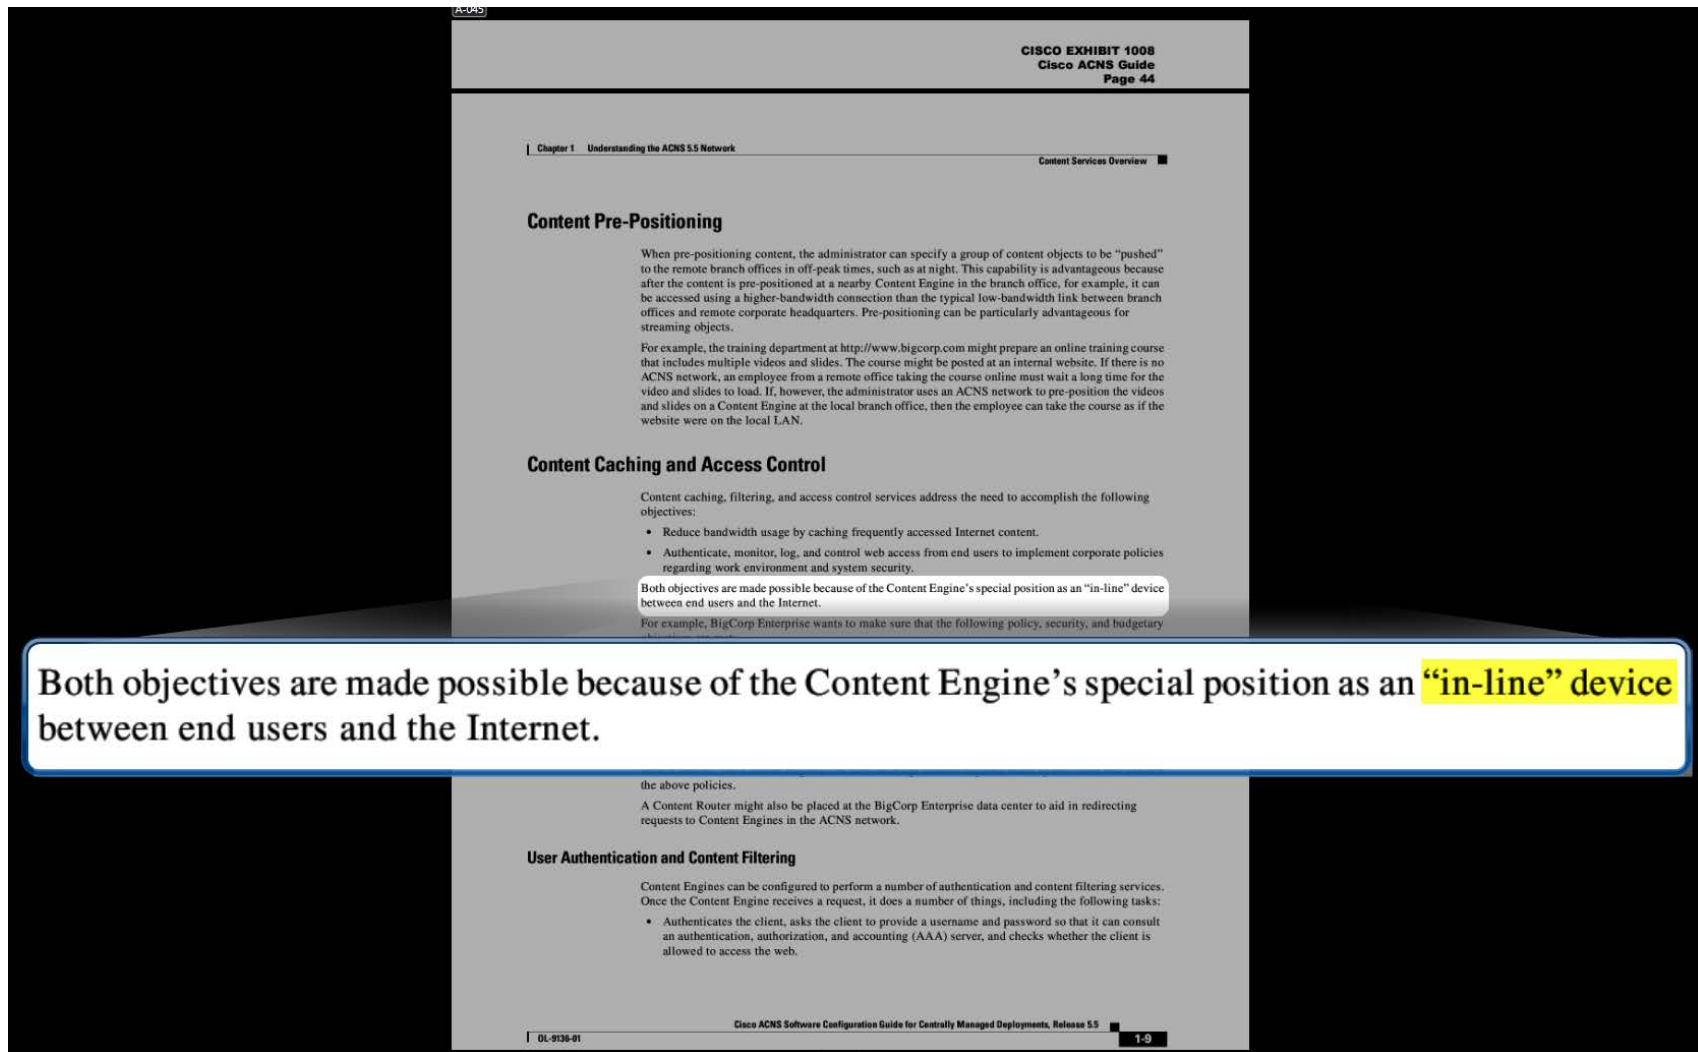 A-045
CISCO EXHIBIT 1008
Cisco ACNS Guide
Page 44
Chapter 1 Understanding the ACNS 5.5 Network
Content Services Overview
Content Pre-Positioning
When pre-positioning content, the administrator can specify a group of content objects to be “pushed”
to the remote branch offices in off-peak times, such as at night. This capability is advantageous because
after the content is pre-positioned at a nearby Content Engine in the branch office, for example, it can
be accessed using a higher-bandwidth connection than the typical low-bandwidth link between branch
offices and remote corporate headquarters. Pre-positioning can be particularly advantageous for
streaming objects.
For example, the training department at http://www.bigcorp.com might prepare an online training course
that includes multiple videos and slides. The course might be posted at an internal website. If there is no
ACNS network, an employee from a remote office taking the course online must wait a long time for the
video and slides to load. If, however, the administrator uses an ACNS network to pre-position the videos
and slides on a Content Engine at the local branch office, then the employee can take the course as if the
website were on the local LAN.
Content Caching and Access Control
Content caching, filtering, and access control services address the need to accomplish the following
objectives:
• Reduce bandwidth usage by caching frequently accessed Internet content.
• Authenticate, monitor, log, and control web access from end users to implement corporate policies
regarding work environment and system security.
Both objectives are made possible because of the Content Engine’s special position as an “in-line” device
between end users and the Internet.
For example, BigCorp Enterprise wants to make sure that the following policy, security, and budgetary
Both objectives are made possible because of the Content Engine’s special position as an “in-line” device
between end users and the Internet.
the above policies.
A Content Router might also be placed at the BigCorp Enterprise data center to aid in redirecting
requests to Content Engines in the ACNS network.
User Authentication and Content Filtering
Content Engines can be configured to perform a number of authentication and content filtering services.
Once the Content Engine receives a request, it does a number of things, including the following tasks:
• Authenticates the client, asks the client to provide a username and password so that it can consult
an authentication, authorization, and accounting (AAA) server, and checks whether the client is
allowed to access the web.
Cisco ACNS Software Configuration Guide for Centrally Managed Deployments, Release 5.5
OL-9136-01
1-9